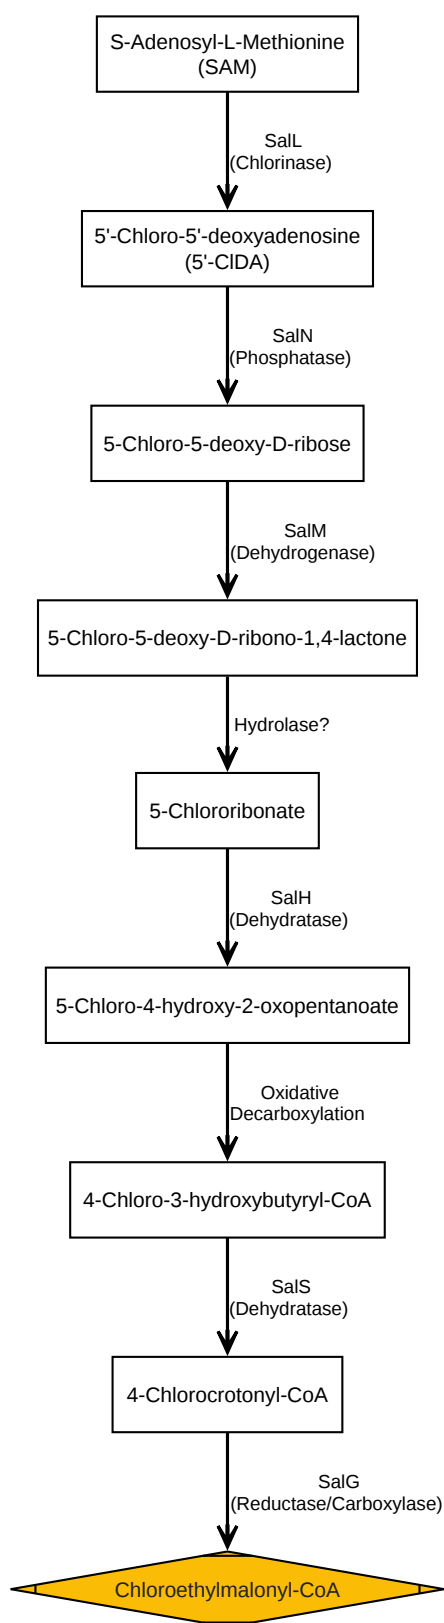 S-Adenosyl-L-Methionine
(SAM)
SalL
(Chlorinase)
5'-Chloro-5'-deoxyadenosine
(5'-ClDA)
SalN
(Phosphatase)
5-Chloro-5-deoxy-D-ribose
SalM
(Dehydrogenase)
5-Chloro-5-deoxy-D-ribono-1,4-lactone
Hydrolase?
5-Chlororibonate
SalH
(Dehydratase)
5-Chloro-4-hydroxy-2-oxopentanoate
Oxidative
Decarboxylation
4-Chloro-3-hydroxybutyryl-CoA
SalS
(Dehydratase)
4-Chlorocrotonyl-CoA
SalG
(Reductase/Carboxylase)
Chloroethylmalonyl-CoA